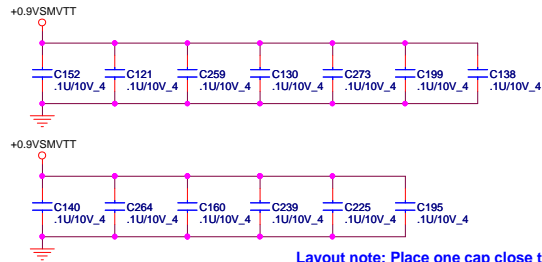 +0.9VSMVTT
C152 C121 C259 C130 C273 C199 C138
.1U/10V_4 .1U/10V_4 .1U/10V_4 .1U/10V_4 .1U/10V_4 .1U/10V_4 .1U/10V_4
+0.9VSMVTT
C140 C264 C160 C239 C225 C195
.1U/10V_4 .1U/10V_4 .1U/10V_4 .1U/10V_4 .1U/10V_4 .1U/10V_4
Layout note: Place one cap close t